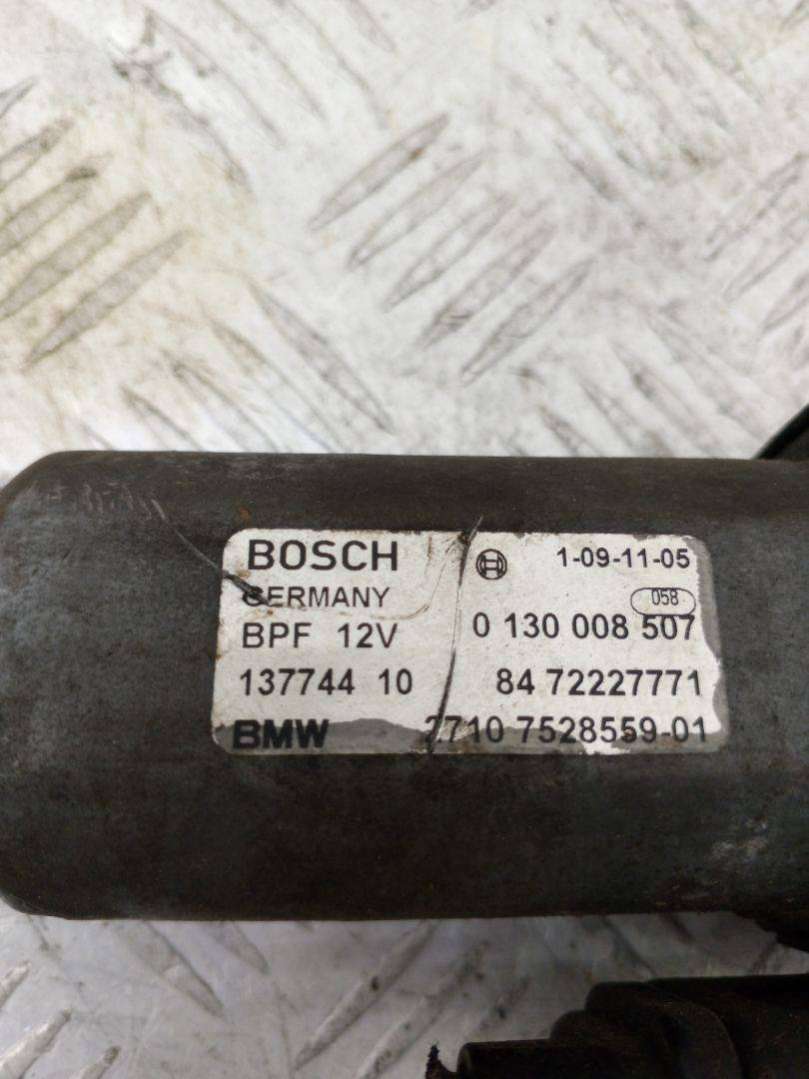 BOSCH 1-09-11-05
GERMANY 058
BPF 12V 0 130 008 507
137744 10 84 72227771
BMW 2710 7528559-01